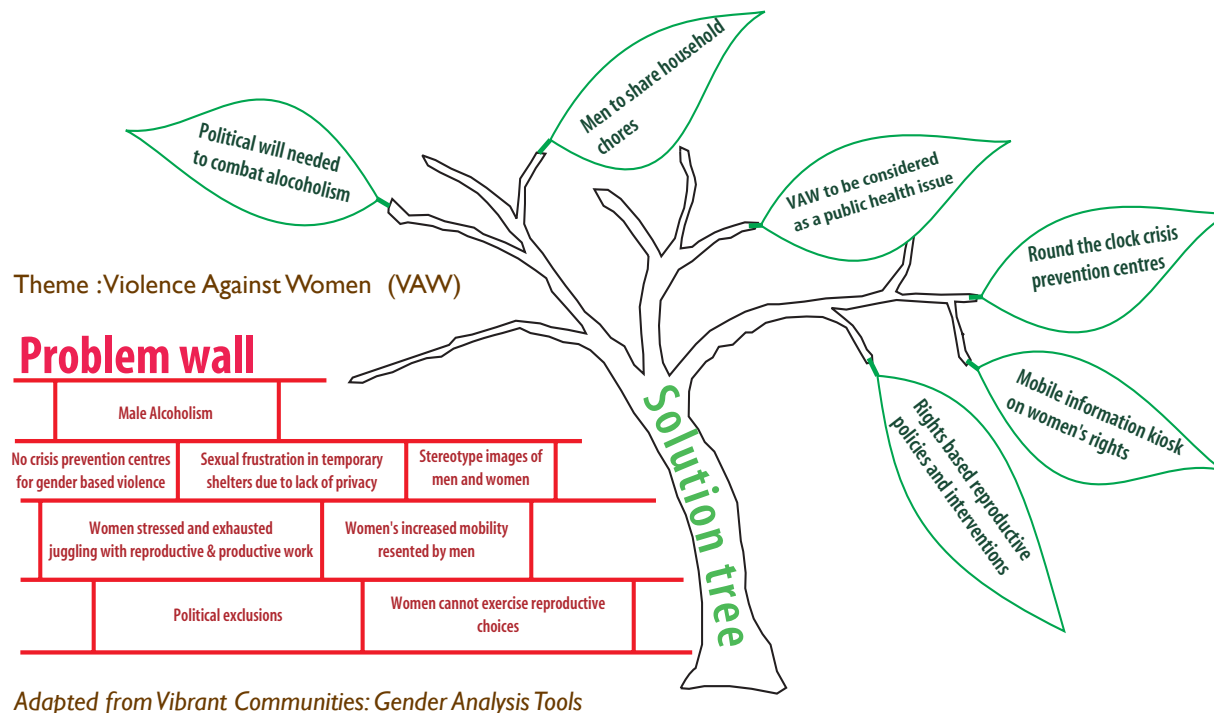 Men to share household
chores
Political will needed
to combat alocoholism
VAW to be considered
as a public health issue
Round the clock crisis
prevention centres
Theme : Violence Against Women (VAW)
Problem wall
Male Alcoholism
No crisis prevention centres
for gender based violence
Sexual frustration in temporary
shelters due to lack of privacy
Stereotype images of
men and women
Women stressed and exhausted
juggling with reproductive & productive work
Women's increased mobility
resented by men
Political exclusions
Women cannot exercise reproductive
choices
Solution tree
Mobile information kiosk
on women's rights
Rights based reproductive
policies and interventions
Adapted from Vibrant Communities: Gender Analysis Tools